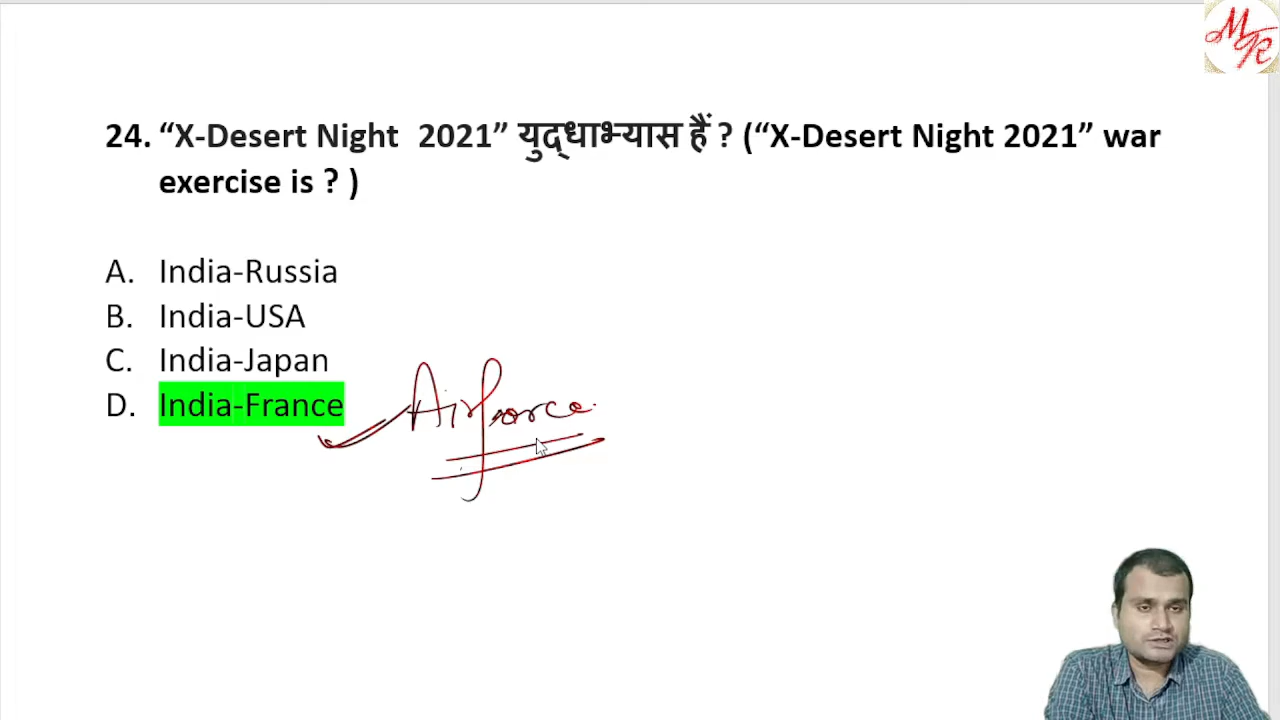 MR
24. “X-Desert Night 2021” युद्धाभ्यास हैं ? (“X-Desert Night 2021” war
exercise is ? )
A. India-Russia
B. India-USA
C. India-Japan
D. India-France
Airforce